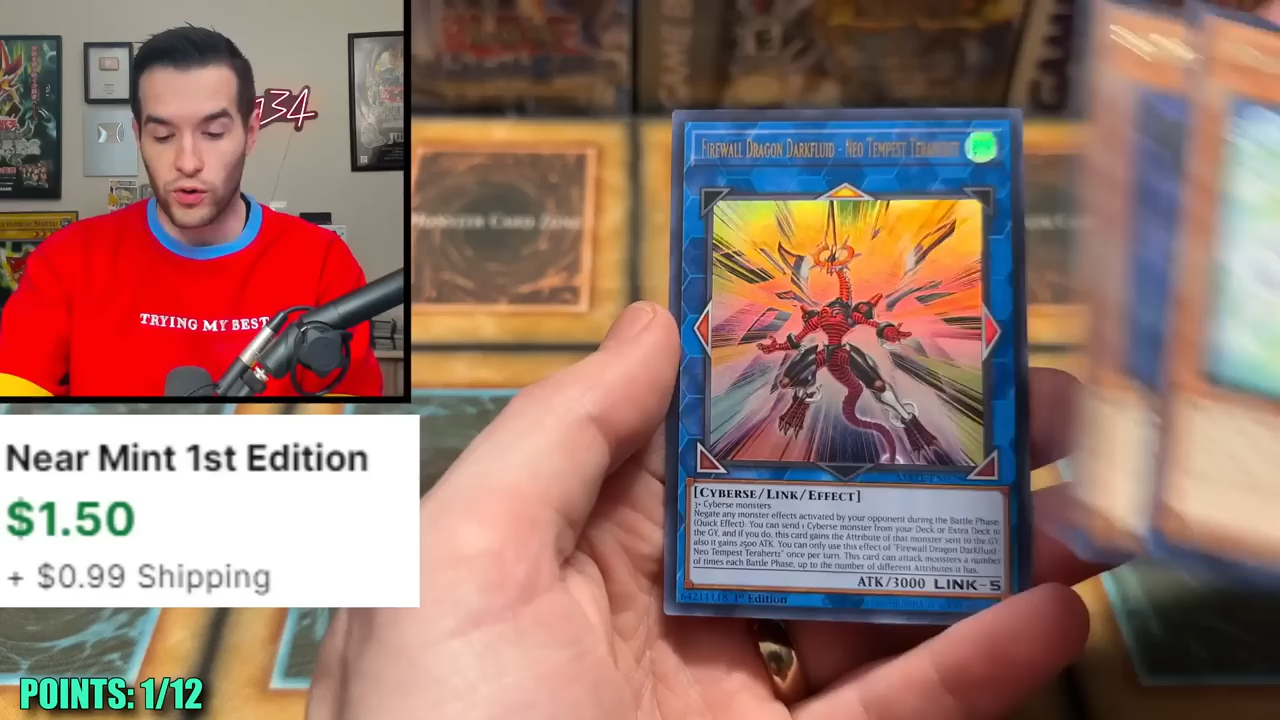 FIREWALL DRAGON DARKFLUID - NEO TEMPEST TERAHERTZ
TRYING MY BEST
MONSTER CARD ZONE
[CYBERSE/LINK/EFFECT]
3+ Cyberse monsters
Negate any monster effects activated by your opponent during the Battle Phase.
(Quick Effect): You can send 1 Cyberse monster from your Deck or Extra Deck to
the GY, and if you do, this card gains the Attribute of that monster sent to the GY
also it gains 2500 ATK. You can only use this effect of "Firewall Dragon Darkfluid -
Neo Tempest Terahertz" once per turn. This card can attack monsters a number
of times each Battle Phase, up to the number of different Attributes it has.
ATK/3000 LINK-5
1st Edition
Near Mint 1st Edition
$1.50
+ $0.99 Shipping
POINTS: 1/12